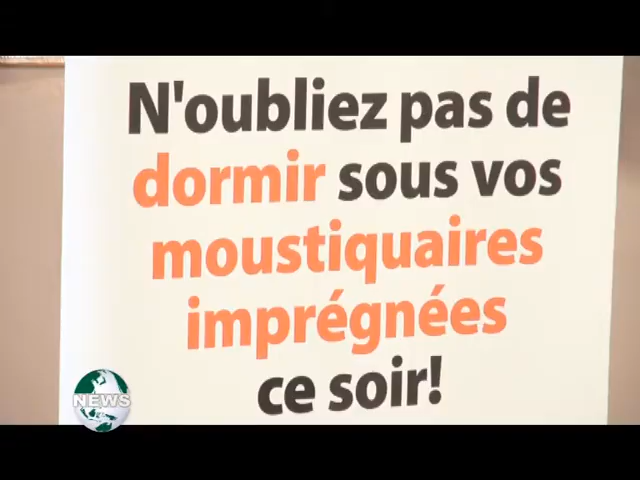 N'oubliez pas de
dormir sous vos
moustiquaires
imprégnées
ce soir!
NEWS